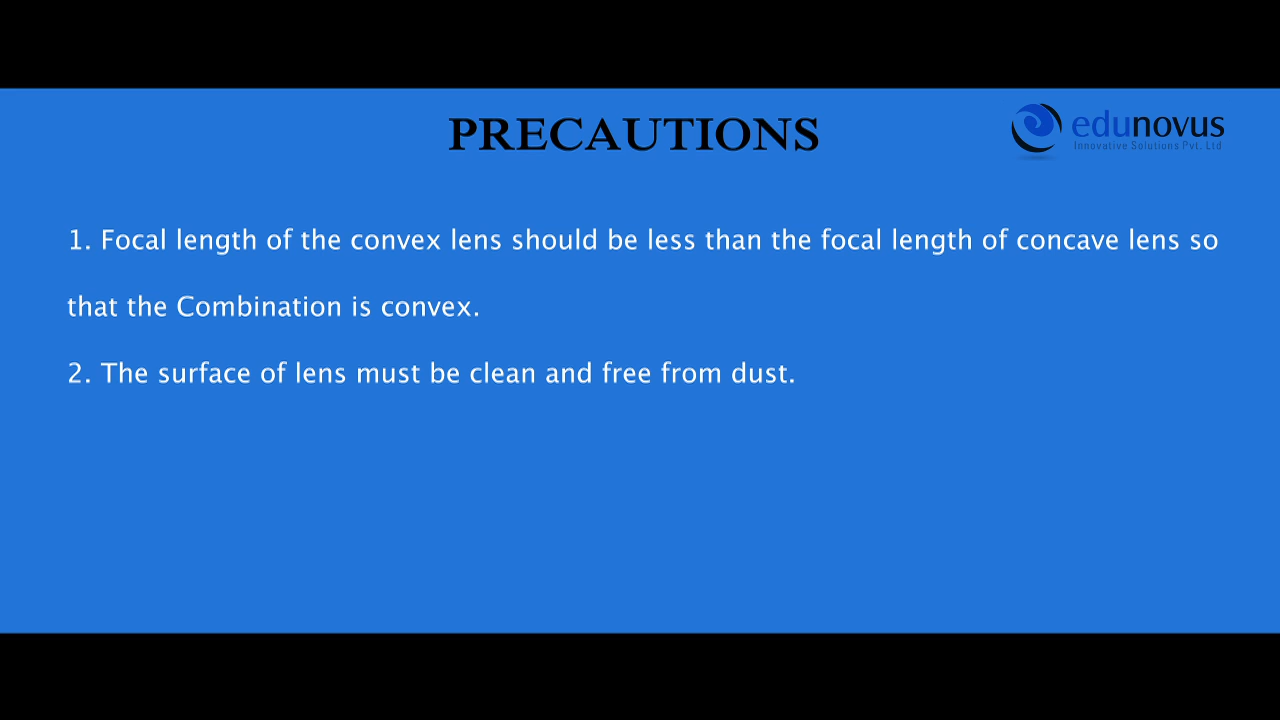 PRECAUTIONS
edunovus
Innovative Solutions Pvt. Ltd
1. Focal length of the convex lens should be less than the focal length of concave lens so
that the Combination is convex.
2. The surface of lens must be clean and free from dust.